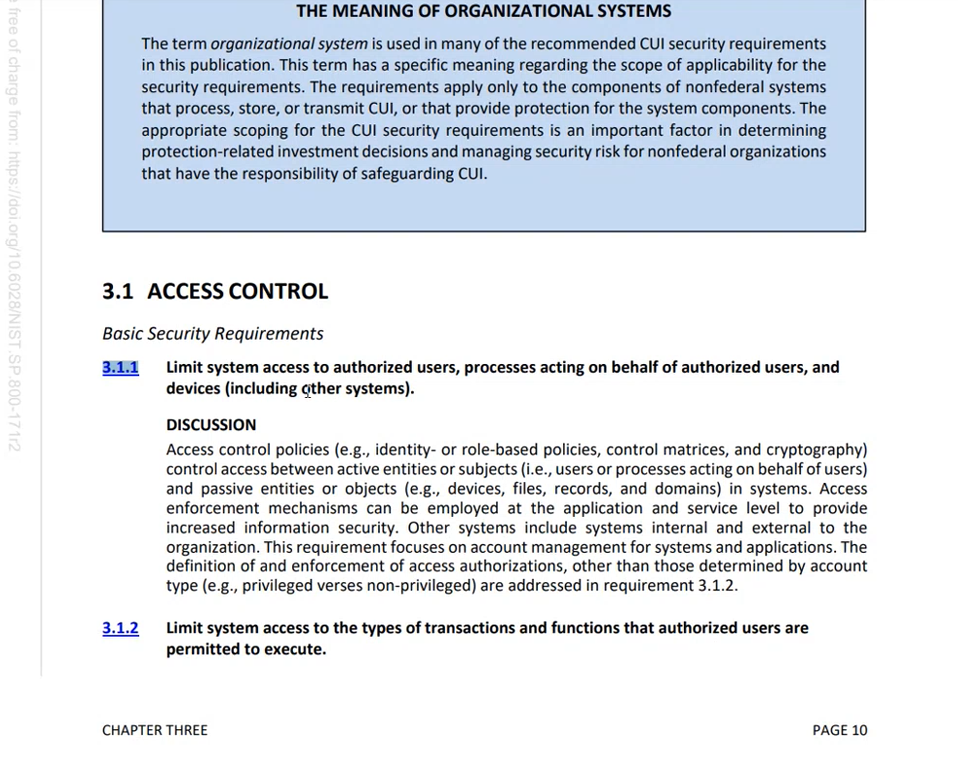 THE MEANING OF ORGANIZATIONAL SYSTEMS
The term organizational system is used in many of the recommended CUI security requirements
in this publication. This term has a specific meaning regarding the scope of applicability for the
security requirements. The requirements apply only to the components of nonfederal systems
that process, store, or transmit CUI, or that provide protection for the system components. The
appropriate scoping for the CUI security requirements is an important factor in determining
protection-related investment decisions and managing security risk for nonfederal organizations
that have the responsibility of safeguarding CUI.
3.1 ACCESS CONTROL
Basic Security Requirements
3.1.1 Limit system access to authorized users, processes acting on behalf of authorized users, and
devices (including other systems).
DISCUSSION
Access control policies (e.g., identity- or role-based policies, control matrices, and cryptography)
control access between active entities or subjects (i.e., users or processes acting on behalf of users)
and passive entities or objects (e.g., devices, files, records, and domains) in systems. Access
enforcement mechanisms can be employed at the application and service level to provide
increased information security. Other systems include systems internal and external to the
organization. This requirement focuses on account management for systems and applications. The
definition of and enforcement of access authorizations, other than those determined by account
type (e.g., privileged verses non-privileged) are addressed in requirement 3.1.2.
3.1.2 Limit system access to the types of transactions and functions that authorized users are
permitted to execute.
CHAPTER THREE PAGE 10
free of charge from: https://doi.org/10.6028/NIST.SP.800-171r2